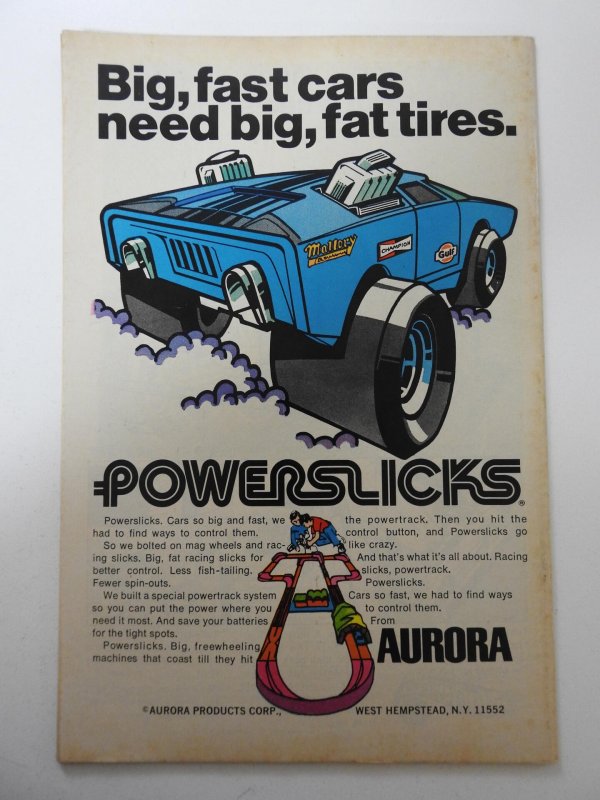 Big, fast cars
need big, fat tires.
Mallory
CHAMPION
Gulf
POWERSLICKS®
Powerslicks. Cars so big and fast, we
had to find ways to control them.
So we bolted on mag wheels and rac-
ing slicks. Big, fat racing slicks for
better control. Less fish-tailing.
Fewer spin-outs.
We built a special powertrack system
so you can put the power where you
need it most. And save your batteries
for the tight spots.
Powerslicks. Big, freewheeling
machines that coast till they hit
the powertrack. Then you hit the
control button, and Powerslicks go
like crazy.
And that's what it's all about. Racing
slicks, powertrack.
Powerslicks.
Cars so fast, we had to find ways
to control them.
From
AURORA
©AURORA PRODUCTS CORP., WEST HEMPSTEAD, N.Y. 11552